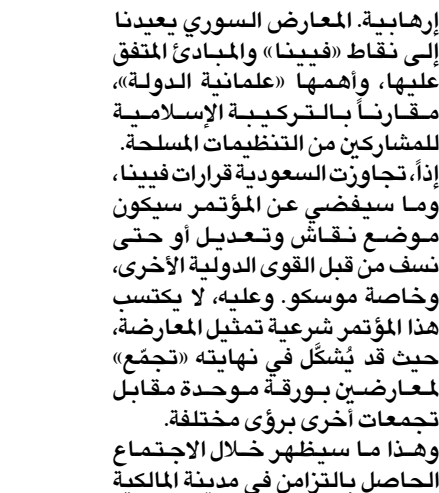 إرهابية. المعارض السوري يعيدنا
إلى نقاط «فيينا» والمبادئ المتفق
عليها، وأهمها «علمانية الدولة»،
مقارناً بالتركيبة الإسلامية
للمشاركين من التنظيمات المسلحة.
إذاً، تجاوزت السعودية قرارات فيينا،
وما سيفضي عن المؤتمر سيكون
موضع نقاش وتعديل أو حتى
نسف من قبل القوى الدولية الأخرى،
وخاصة موسكو. وعليه، لا يكتسب
هذا المؤتمر شرعية تمثيل المعارضة،
حيث قد يُشكَّل في نهايته «تجمّع»
لمعارضين بورقة موحدة مقابل
تجمعات أخرى برؤى مختلفة.
وهذا ما سيظهر خلال الاجتماع
الحاصل بالتزامن في مدينة المالكية